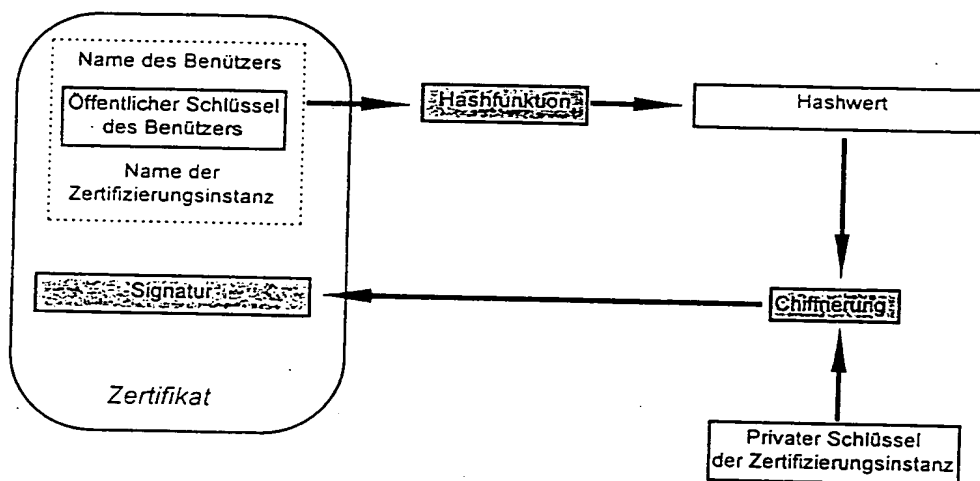 Name des Benützers
Öffentlicher Schlüssel
des Benützers
Name der
Zertifizierungsinstanz
Hashfunktion
Hashwert
Signatur
Chiffrierung
Zertifikat
Privater Schlüssel
der Zertifizierungsinstanz